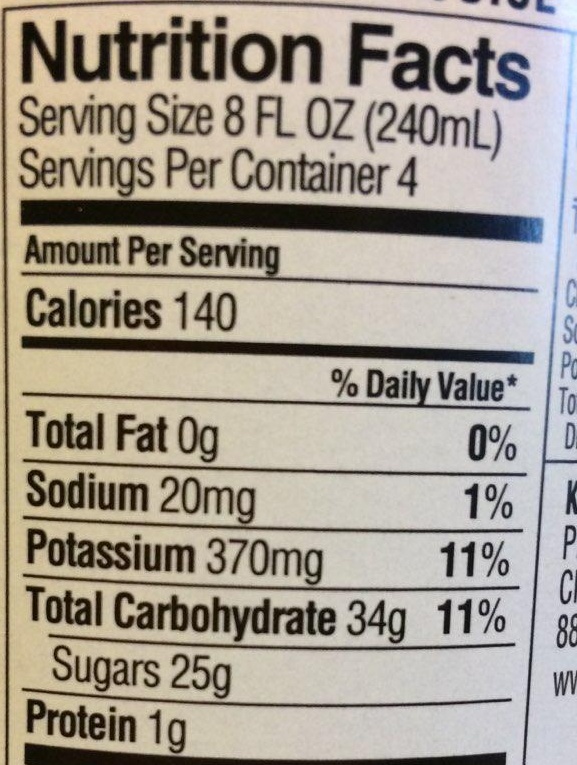 Nutrition Facts
Serving Size 8 FL OZ (240mL)
Servings Per Container 4
Amount Per Serving
Calories 140
% Daily Value*
Total Fat 0g 0%
Sodium 20mg 1%
Potassium 370mg 11%
Total Carbohydrate 34g 11%
Sugars 25g
Protein 1g